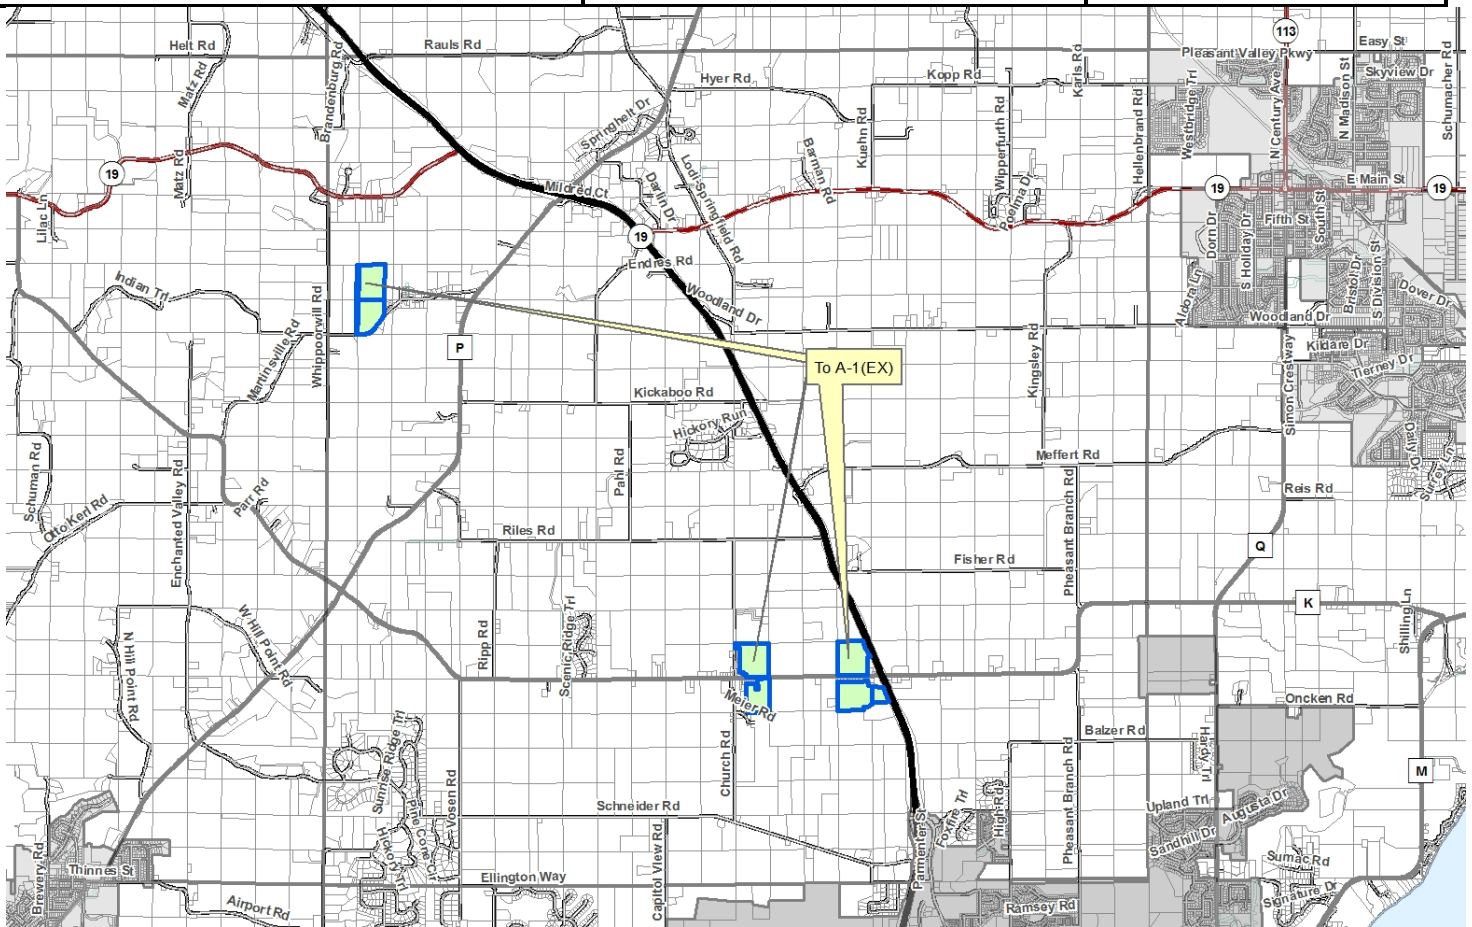 113
Helt Rd
Rauls Rd
Easy St
Pleasant Valley Pkwy
Matz Rd
Brandenburg Rd
Hyer Rd
Kopp Rd
Karls Rd
Skyview Dr
Schumacher Rd
Westbridge Trl
N Century Ave
N Madison St
Springhelt Dr
Kuehn Rd
Wipperfurth Rd
Hellenbrand Rd
19
Matz Rd
Mildred Ct
Darlin Dr
Lodi-Springfield Rd
Barman Rd
Poelma Dr
19
E Main St
19
Lilac Ln
19
Dorn Dr
S Holiday Dr
Fifth St
South St
Endres Rd
Indian Trl
Woodland Dr
Aldora Ln
Bristol Dr
S Division St
Dover Dr
Woodland Dr
Whippoorwill Rd
Martinsville Rd
P
To A-1(EX)
Kingsley Rd
Simon Crestway
Kildare Dr
Tierney Dr
Kickaboo Rd
Hickory Run
Daily Dr
Surrey Ln
Schuman Rd
Otto Kerl Rd
Enchanted Valley Rd
Parr Rd
Pahl Rd
Meffert Rd
Reis Rd
Riles Rd
Fisher Rd
Pheasant Branch Rd
Q
K
Shilling Ln
N Hill Point Rd
W Hill Point Rd
Ripp Rd
Scenic Ridge Trl
Meier Rd
Oncken Rd
Balzer Rd
Hardy Trl
Church Rd
Sunrise Ridge Trl
Pine Cone Cir
Hickory Trl
Vosen Rd
M
Schneider Rd
Parmenter St
Foxfire Trl
High Rd
Pheasant Branch Rd
Upland Trl
Augusta Dr
Sandhill Dr
Sumac Rd
Signature Dr
Capitol View Rd
Brewery Rd
Thinnes St
Airport Rd
Ellington Way
Ramsey Rd